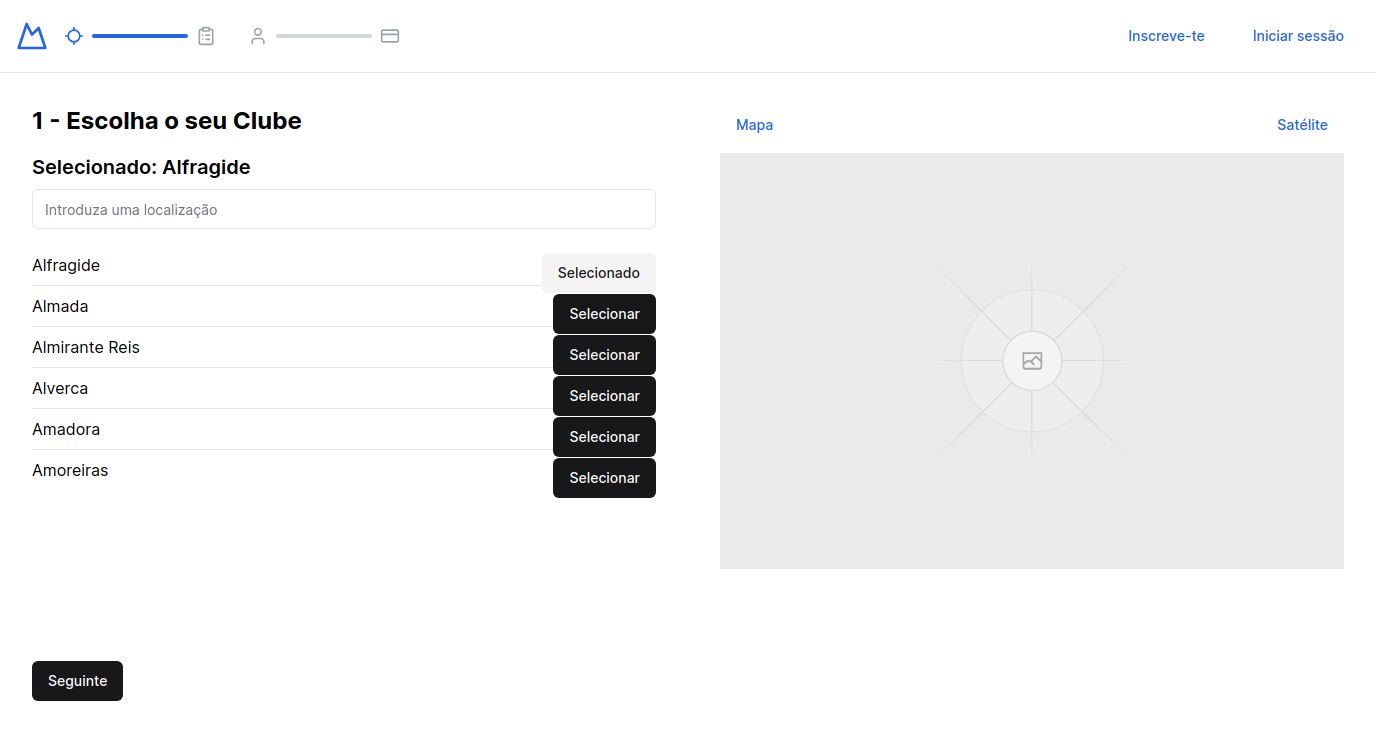 Inscreve-te
Iniciar sessão
1 - Escolha o seu Clube
Selecionado: Alfragide
Introduza uma localização
Alfragide
Selecionado
Almada
Selecionar
Almirante Reis
Selecionar
Alverca
Selecionar
Amadora
Selecionar
Amoreiras
Selecionar
Seguinte
Mapa
Satélite